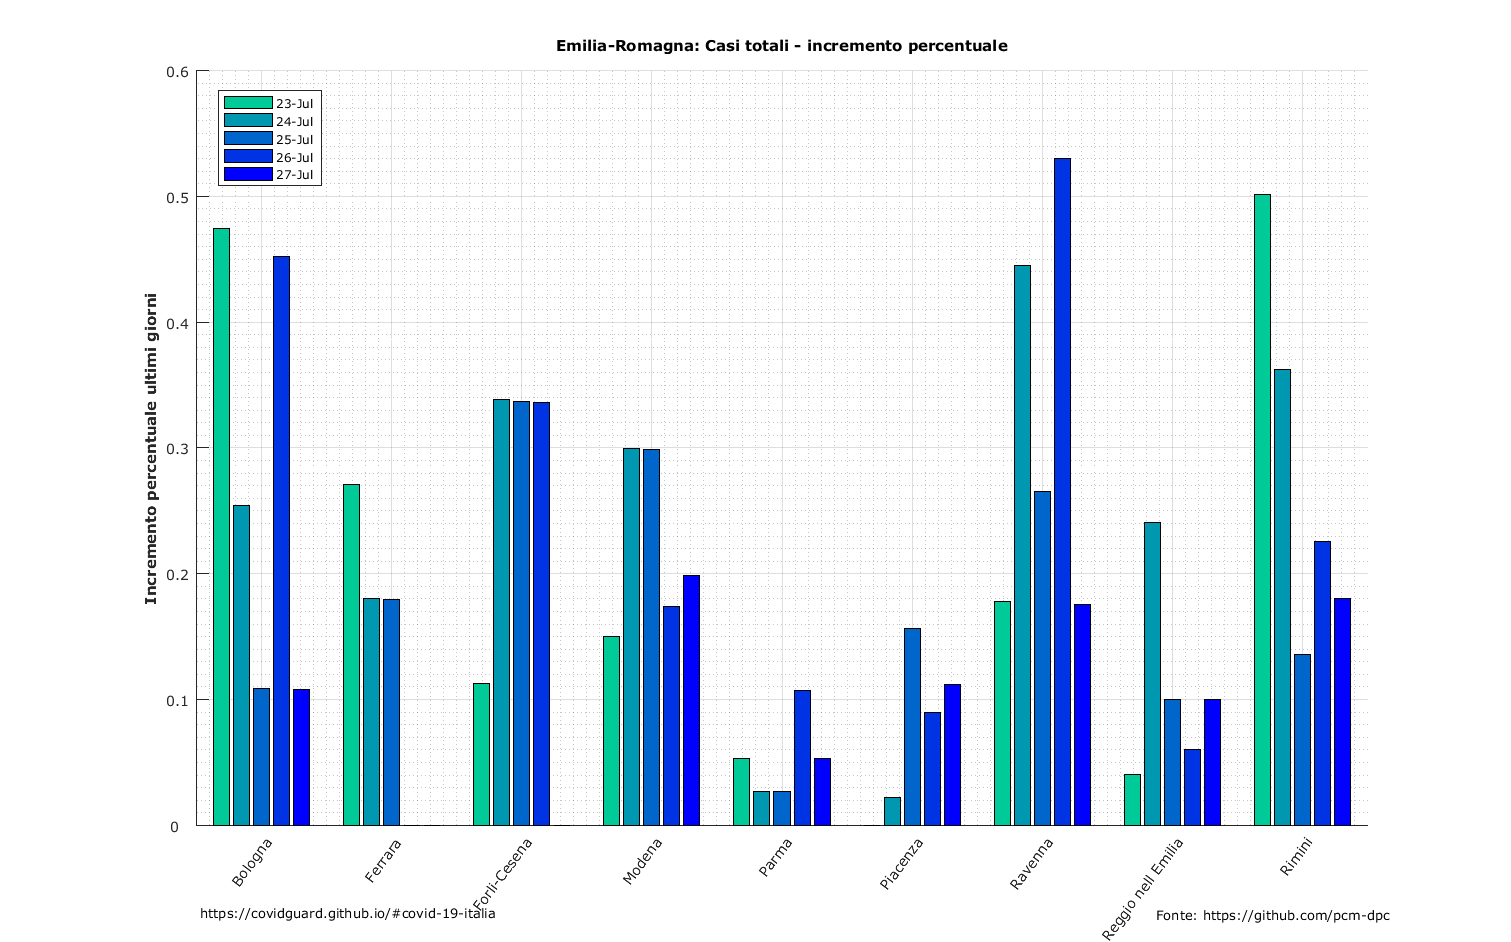 Emilia-Romagna: Casi totali - incremento percentuale
Incremento percentuale ultimi giorni
0.6
0.5
0.4
0.3
0.2
0.1
0
23-Jul
24-Jul
25-Jul
26-Jul
27-Jul
Bologna
Ferrara
Forlì-Cesena
Modena
Parma
Piacenza
Ravenna
Reggio nell Emilia
Rimini
https://covidguard.github.io/#covid-19-italia
Fonte: https://github.com/pcm-dpc